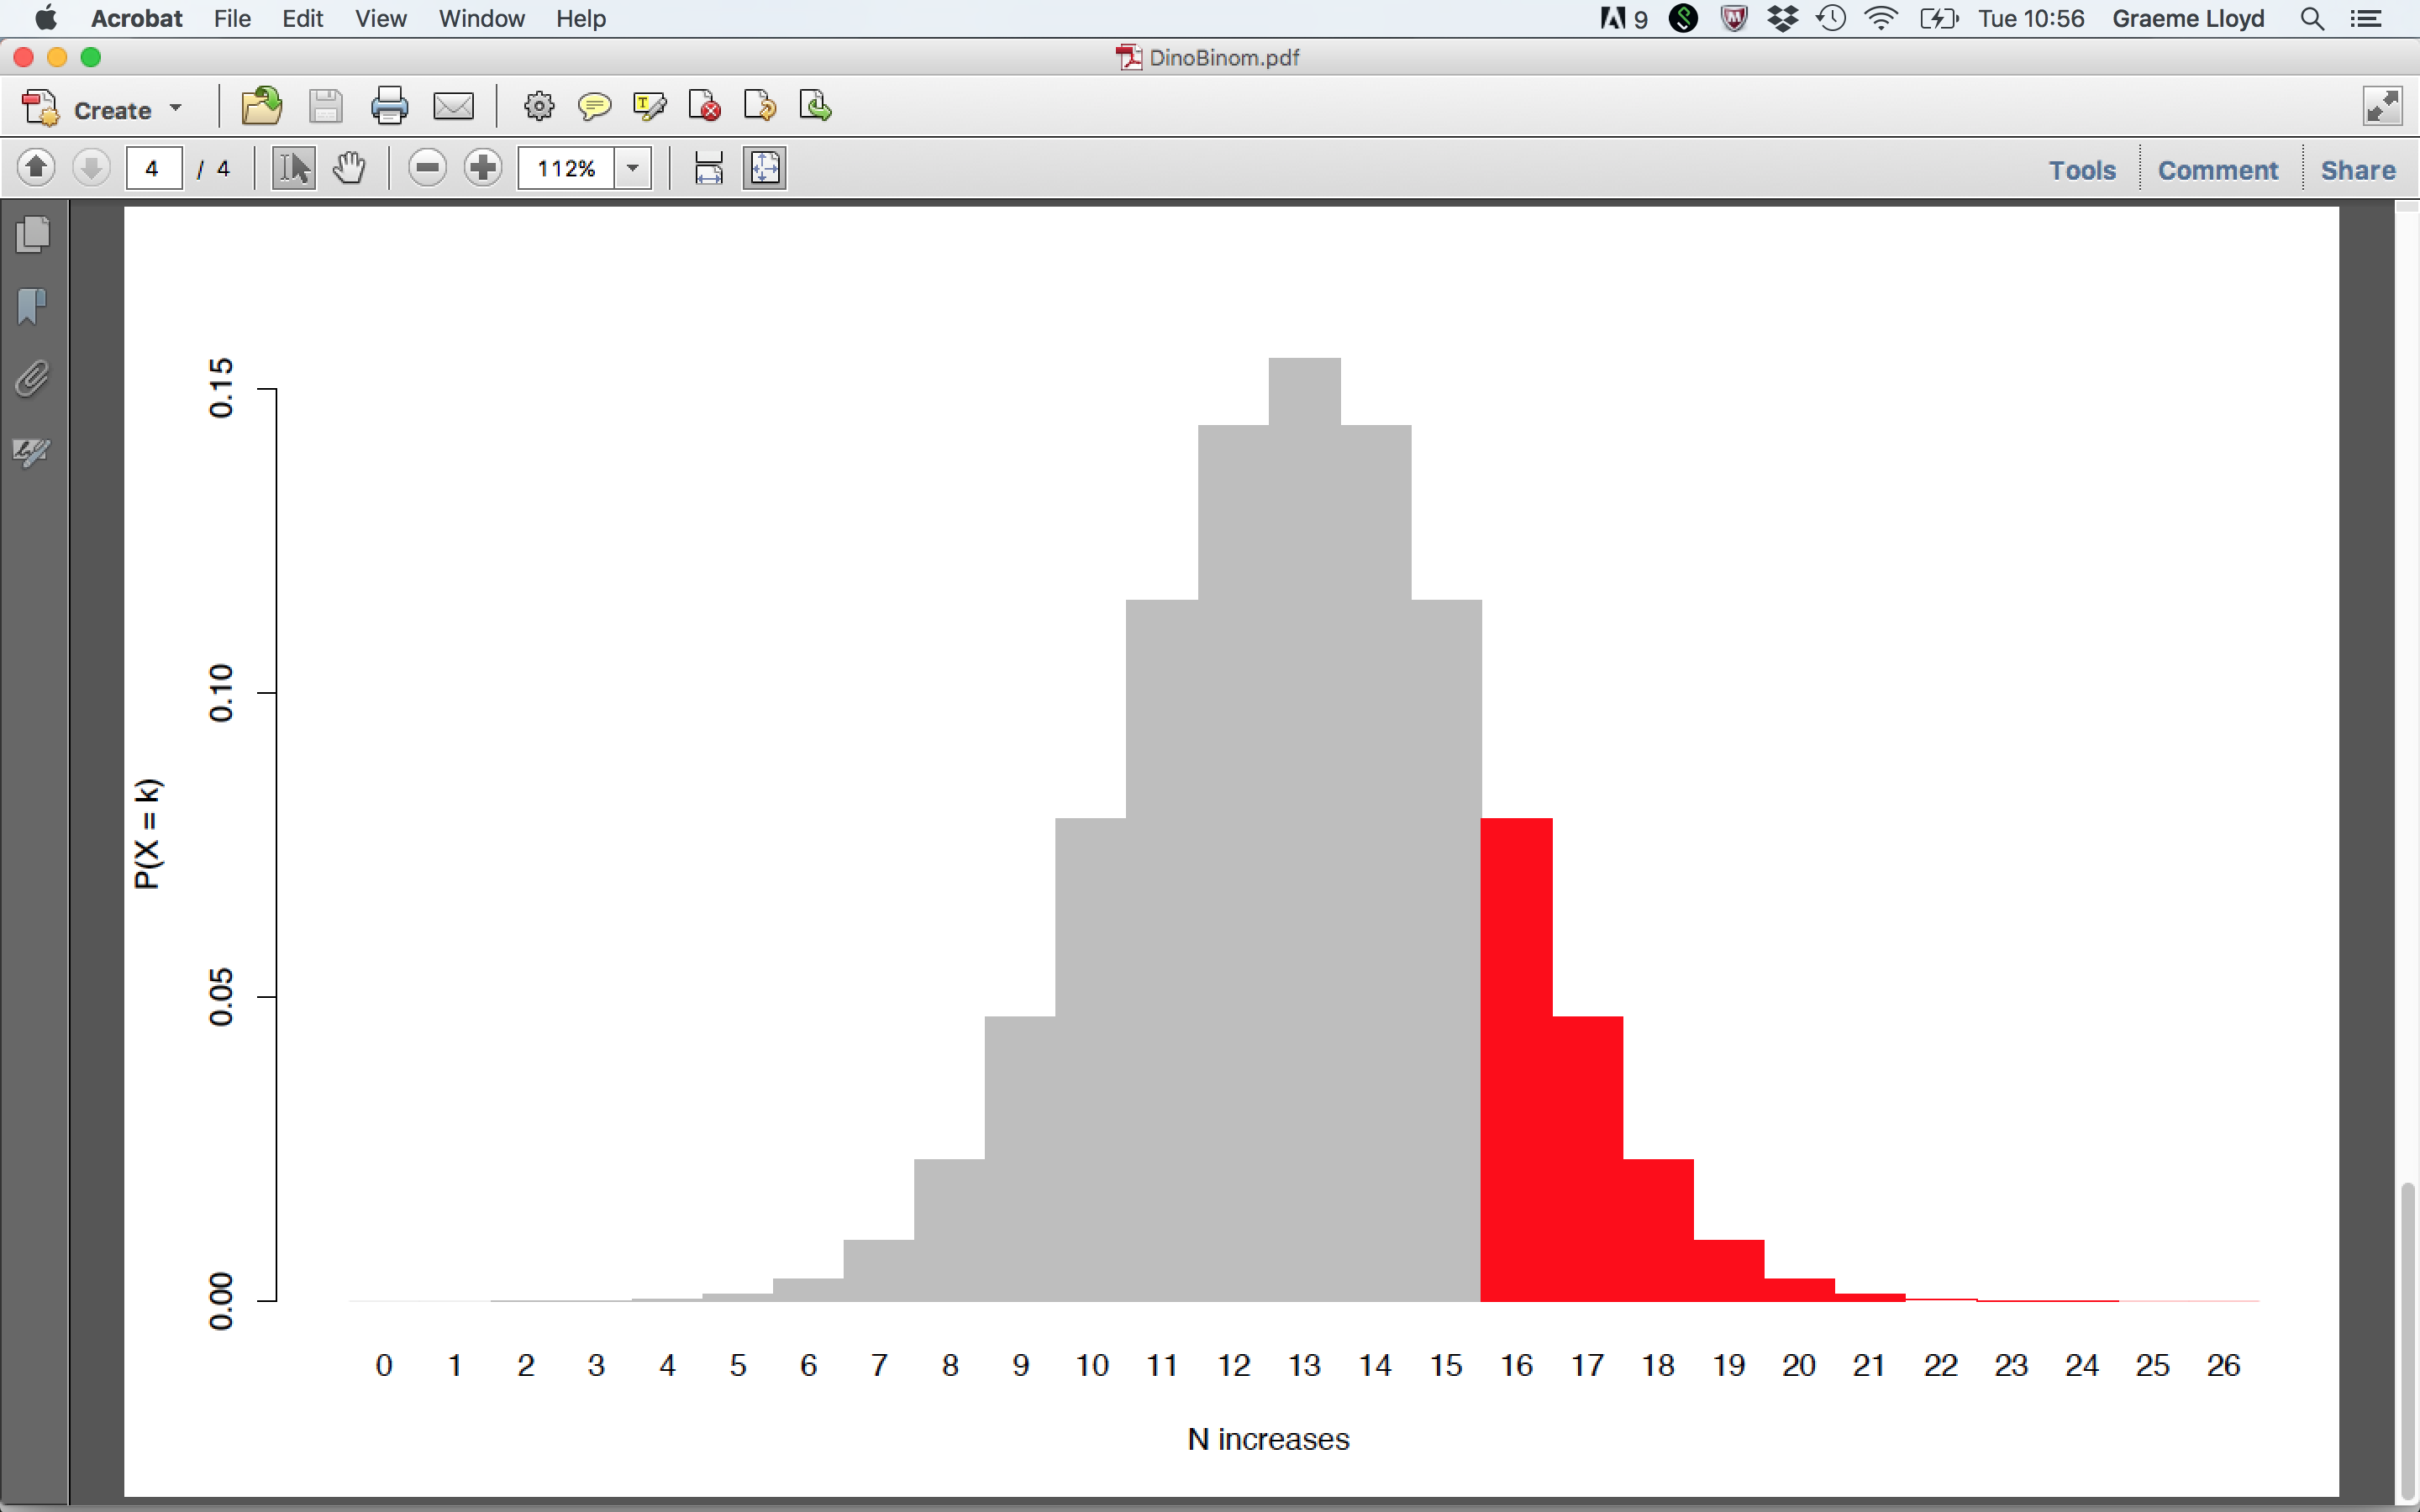 Acrobat File Edit View Window Help 9 Tue 10:56 Graeme Lloyd
DinoBinom.pdf
Create
4 / 4 112% Tools Comment Share
0.15
0.10
0.05
0.00
P(X = k)
0 1 2 3 4 5 6 7 8 9 10 11 12 13 14 15 16 17 18 19 20 21 22 23 24 25 26
N increases